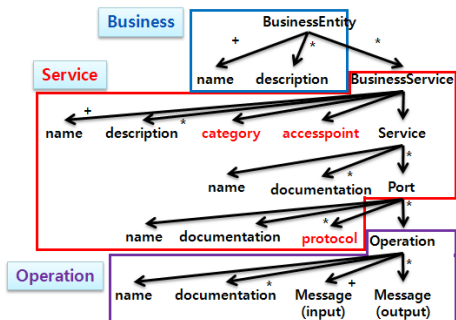 Business
BusinessEntity
+ * *
name description BusinessService
Service
+ *
name description category accesspoint Service
*
* 
name documentation Port
* *
name documentation protocol Operation
Operation
* + *
name documentation Message (input) Message (output)